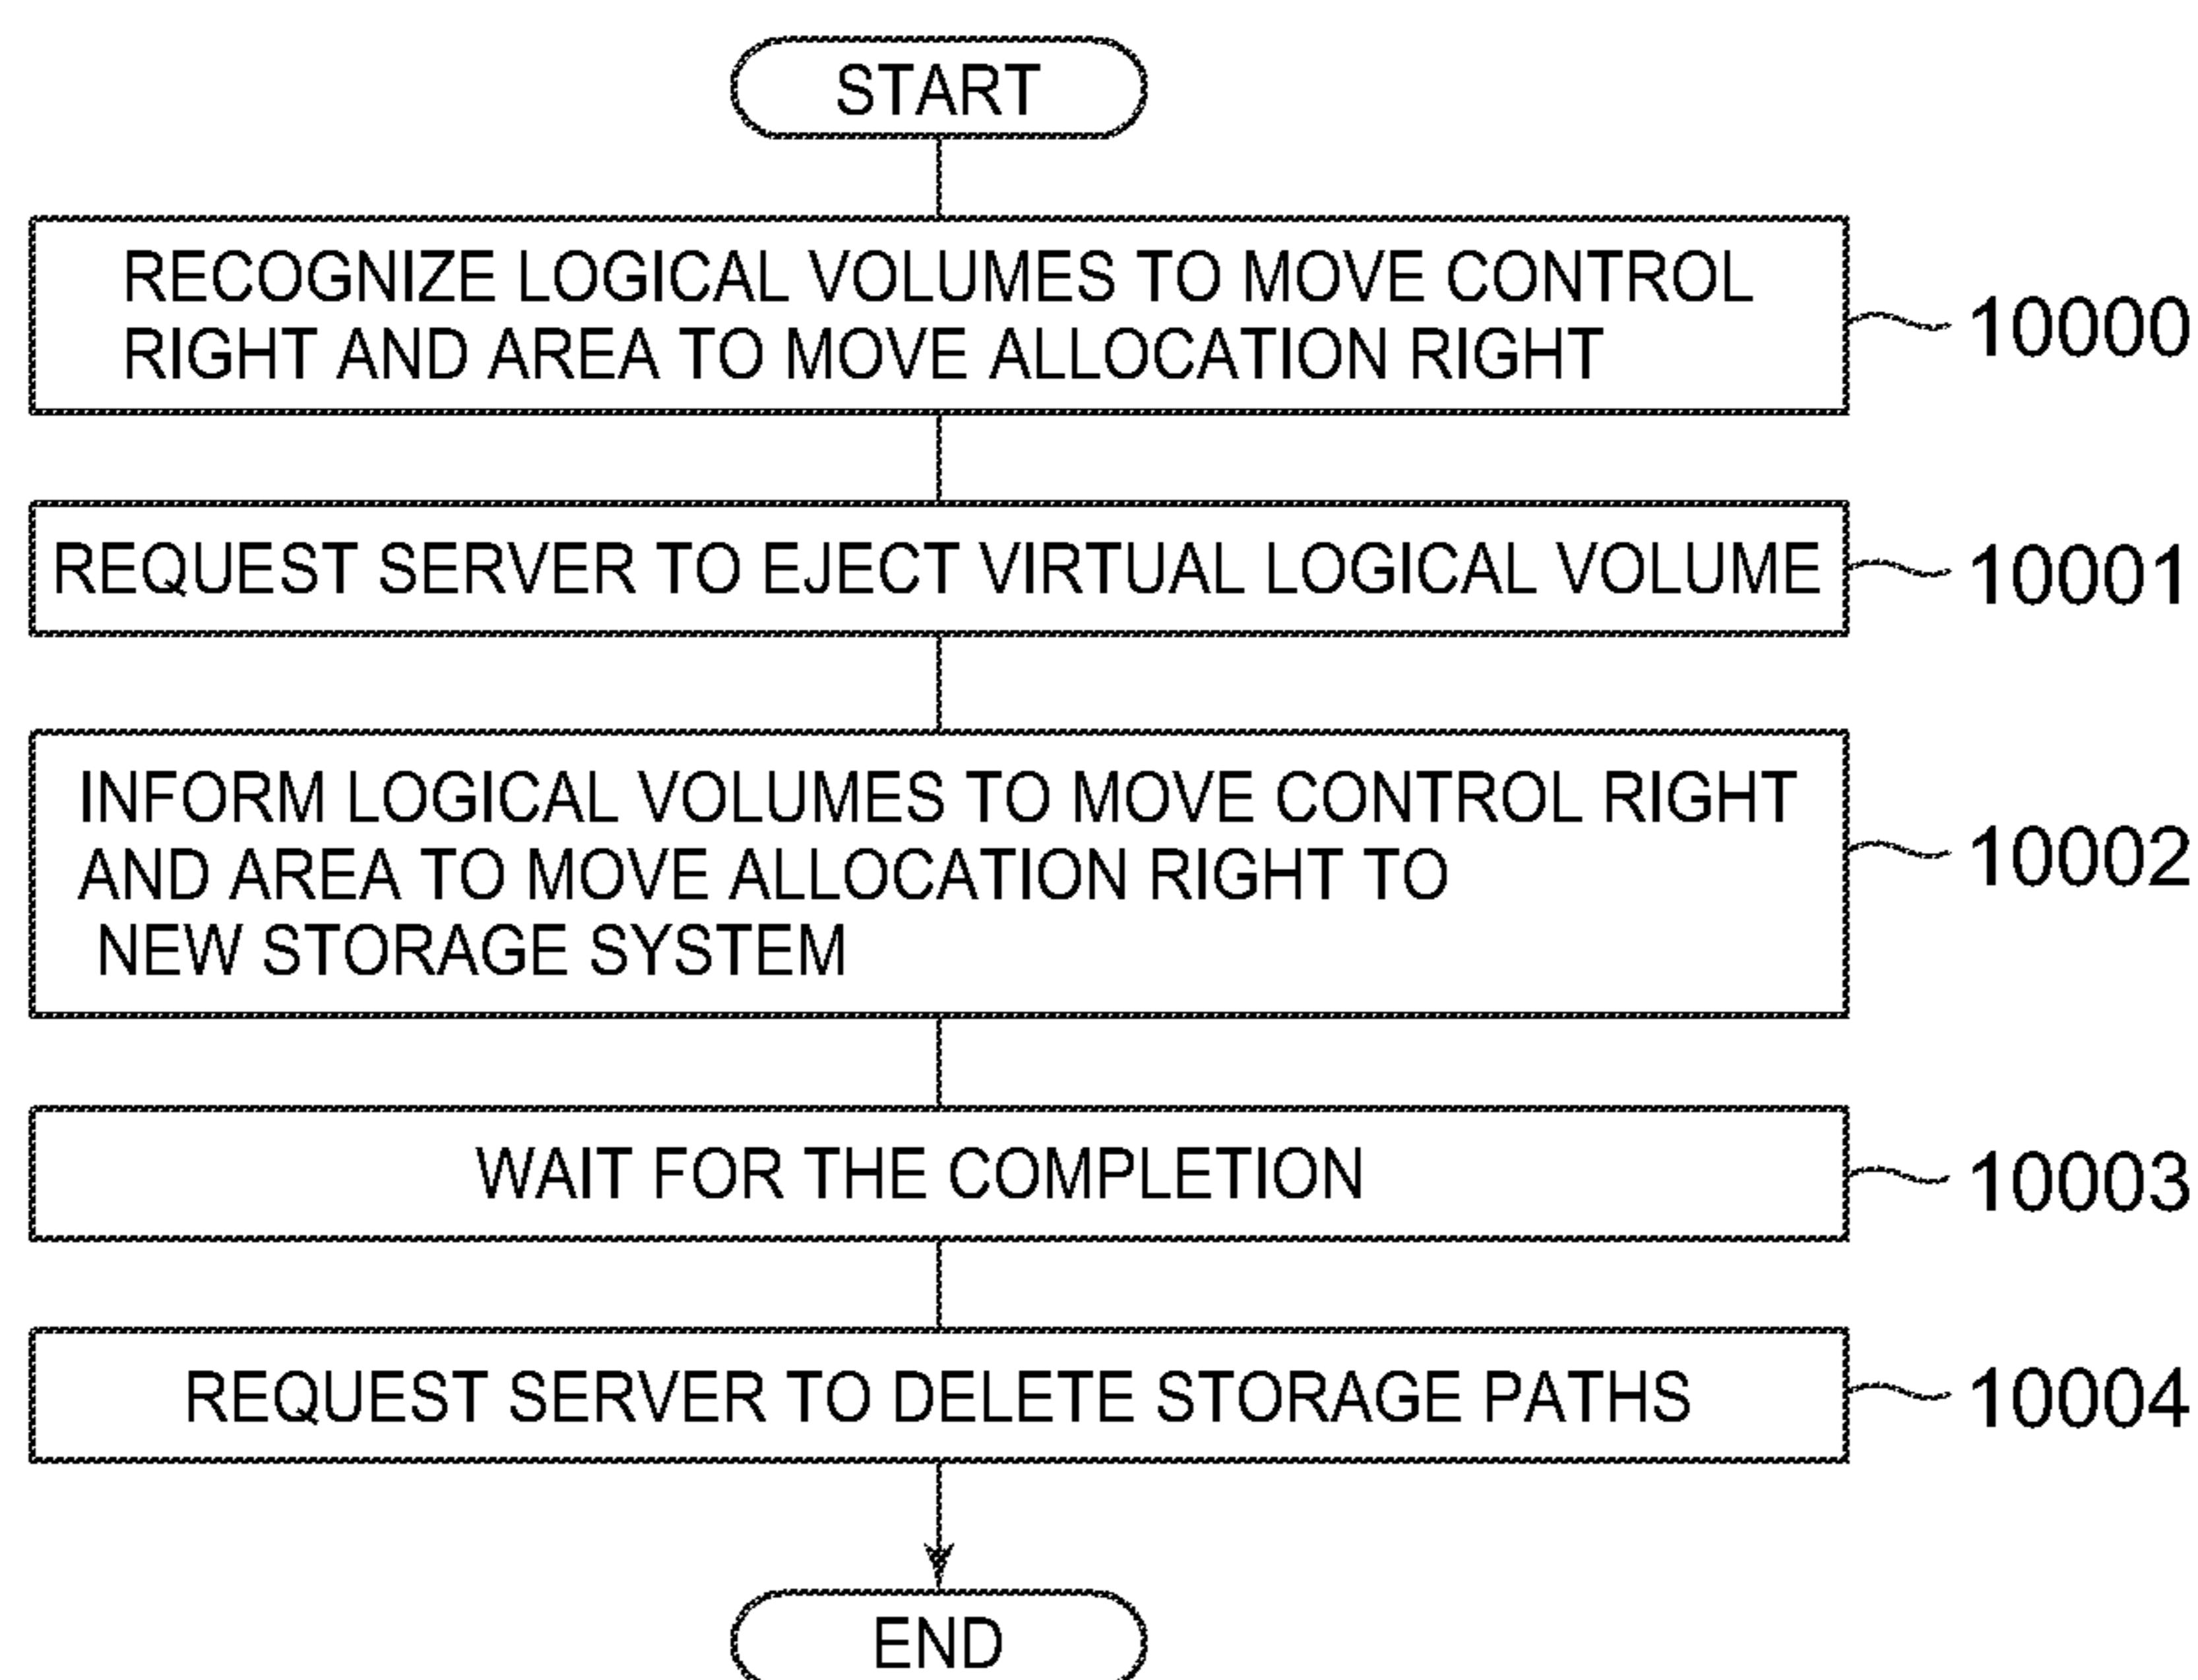 START
RECOGNIZE LOGICAL VOLUMES TO MOVE CONTROL
RIGHT AND AREA TO MOVE ALLOCATION RIGHT
10000
REQUEST SERVER TO EJECT VIRTUAL LOGICAL VOLUME
10001
INFORM LOGICAL VOLUMES TO MOVE CONTROL RIGHT
AND AREA TO MOVE ALLOCATION RIGHT TO
NEW STORAGE SYSTEM
10002
WAIT FOR THE COMPLETION
10003
REQUEST SERVER TO DELETE STORAGE PATHS
10004
END